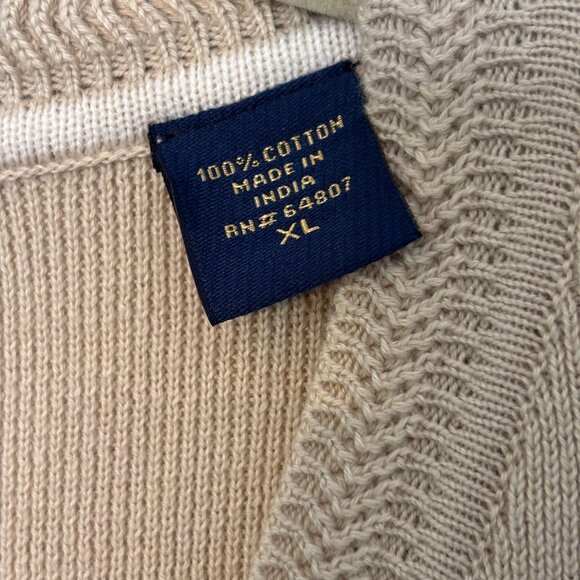 100% COTTON
MADE IN
INDIA
RN# 64807
XL